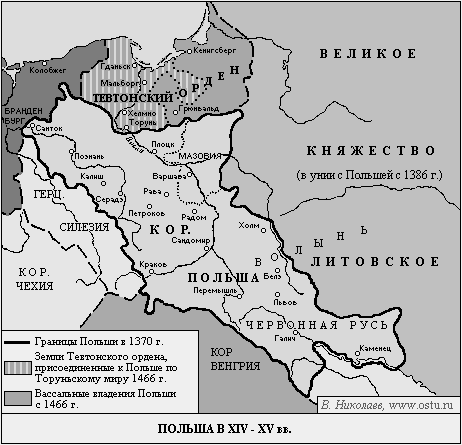 Кенигсберг
ВЕЛИКОЕ
Колобжег
Гданьск
Мальборг
ТЕВТОНСКИЙ ОРДЕН
Грюнвальд
БРАНДЕН
БУРГ
Хелмно
Торунь
Санток
Плоцк
МАЗОВИЯ
КНЯЖЕСТВО
(в унии с Польшей с 1386 г.)
Познань
Варшава
Калиш
Рава
ГЕРЦ.
Серадз
Петроков
Радом
СИЛЕЗИЯ
КОР.
Холм
ВОЛЫНЬ
Сандомир
ЛИТОВСКОЕ
КОР.
ЧЕХИЯ
Краков
ПОЛЬША
Белз
Перемышль
Львов
ЧЕРВОННАЯ РУСЬ
Галич
Каменец
КОР
ВЕНГРИЯ
Границы Польши в 1370 г.
Земли Тевтонского ордена,
присоединенные к Польше по
Торуньскому миру 1466 г.
Вассальные владения Польши
с 1466 г.
В. Николаев, www.ostu.ru
ПОЛЬША В XIV - XV вв.